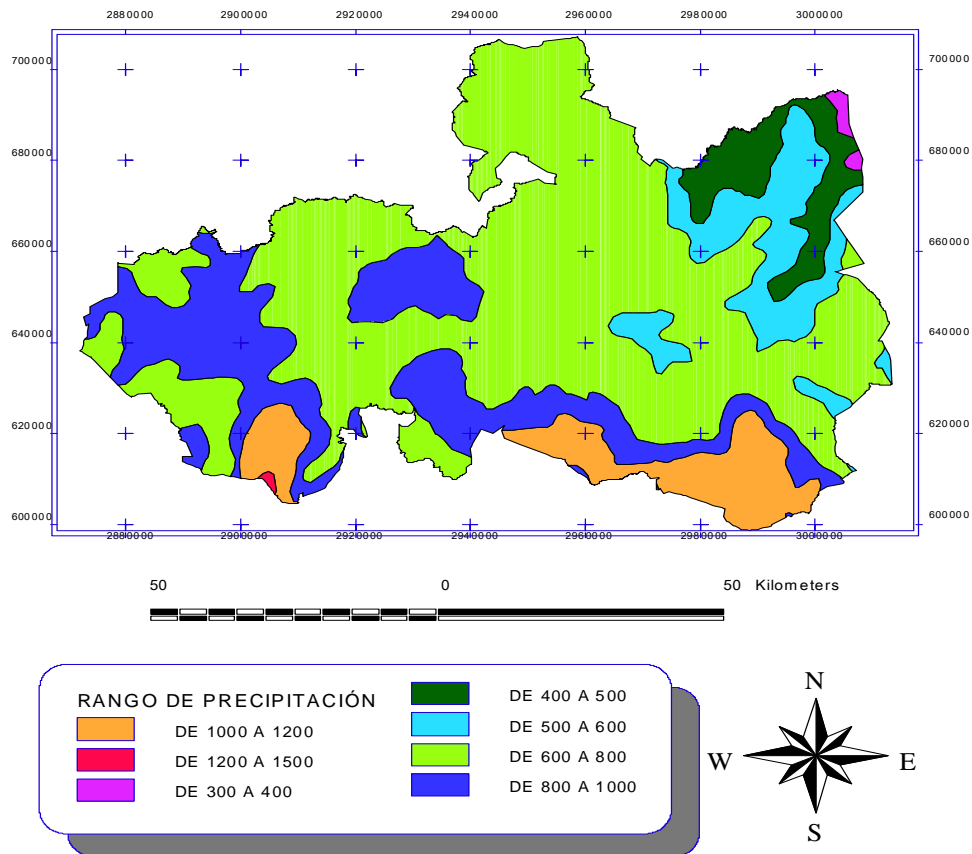 2880000 2900000 2920000 2940000 2960000 2980000 3000000
700000 700000
680000 680000
660000 660000
640000 640000
620000 620000
600000 600000
2880000 2900000 2920000 2940000 2960000 2980000 3000000
50 0 50 Kilometers
RANGO DE PRECIPITACIÓN
DE 1000 A 1200
DE 1200 A 1500
DE 300 A 400
DE 400 A 500
DE 500 A 600
DE 600 A 800
DE 800 A 1000
N
W E
S